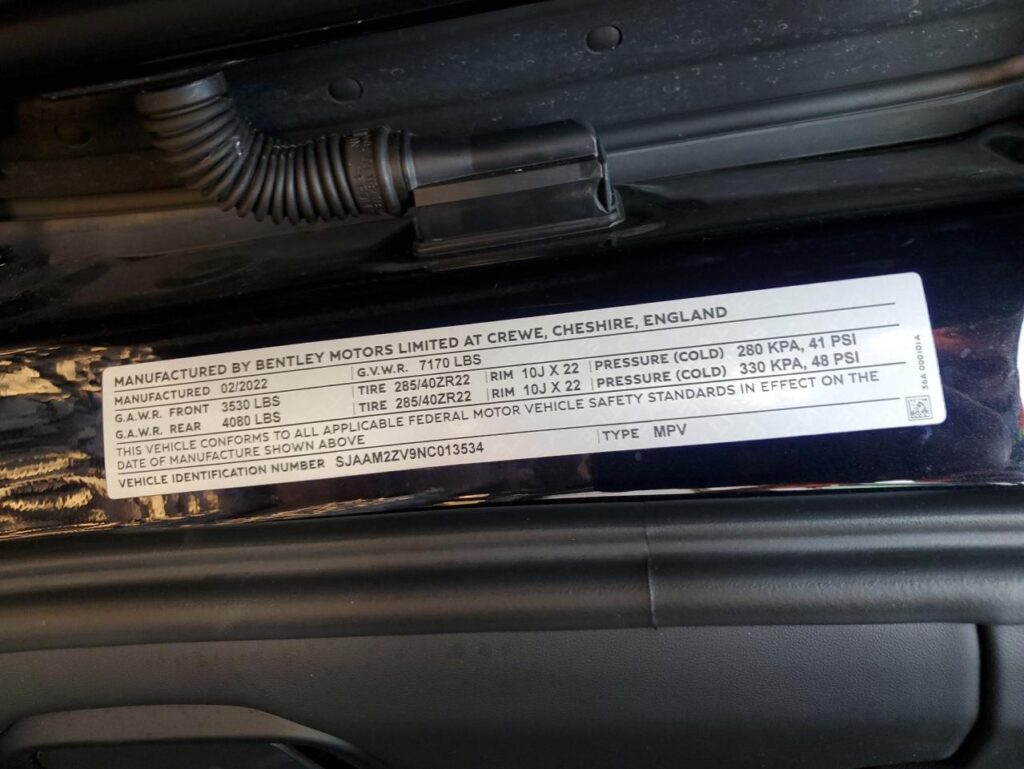 MANUFACTURED BY BENTLEY MOTORS LIMITED AT CREWE, CHESHIRE, ENGLAND
MANUFACTURED 02/2022 G.V.W.R. 7170 LBS
G.A.W.R. FRONT 3530 LBS TIRE 285/40ZR22 RIM 10J X 22 PRESSURE (COLD) 280 KPA, 41 PSI
G.A.W.R. REAR 4080 LBS TIRE 285/40ZR22 RIM 10J X 22 PRESSURE (COLD) 330 KPA, 48 PSI
THIS VEHICLE CONFORMS TO ALL APPLICABLE FEDERAL MOTOR VEHICLE SAFETY STANDARDS IN EFFECT ON THE
DATE OF MANUFACTURE SHOWN ABOVE
VEHICLE IDENTIFICATION NUMBER SJAAM2ZV9NC013534 TYPE MPV
36A 000101A